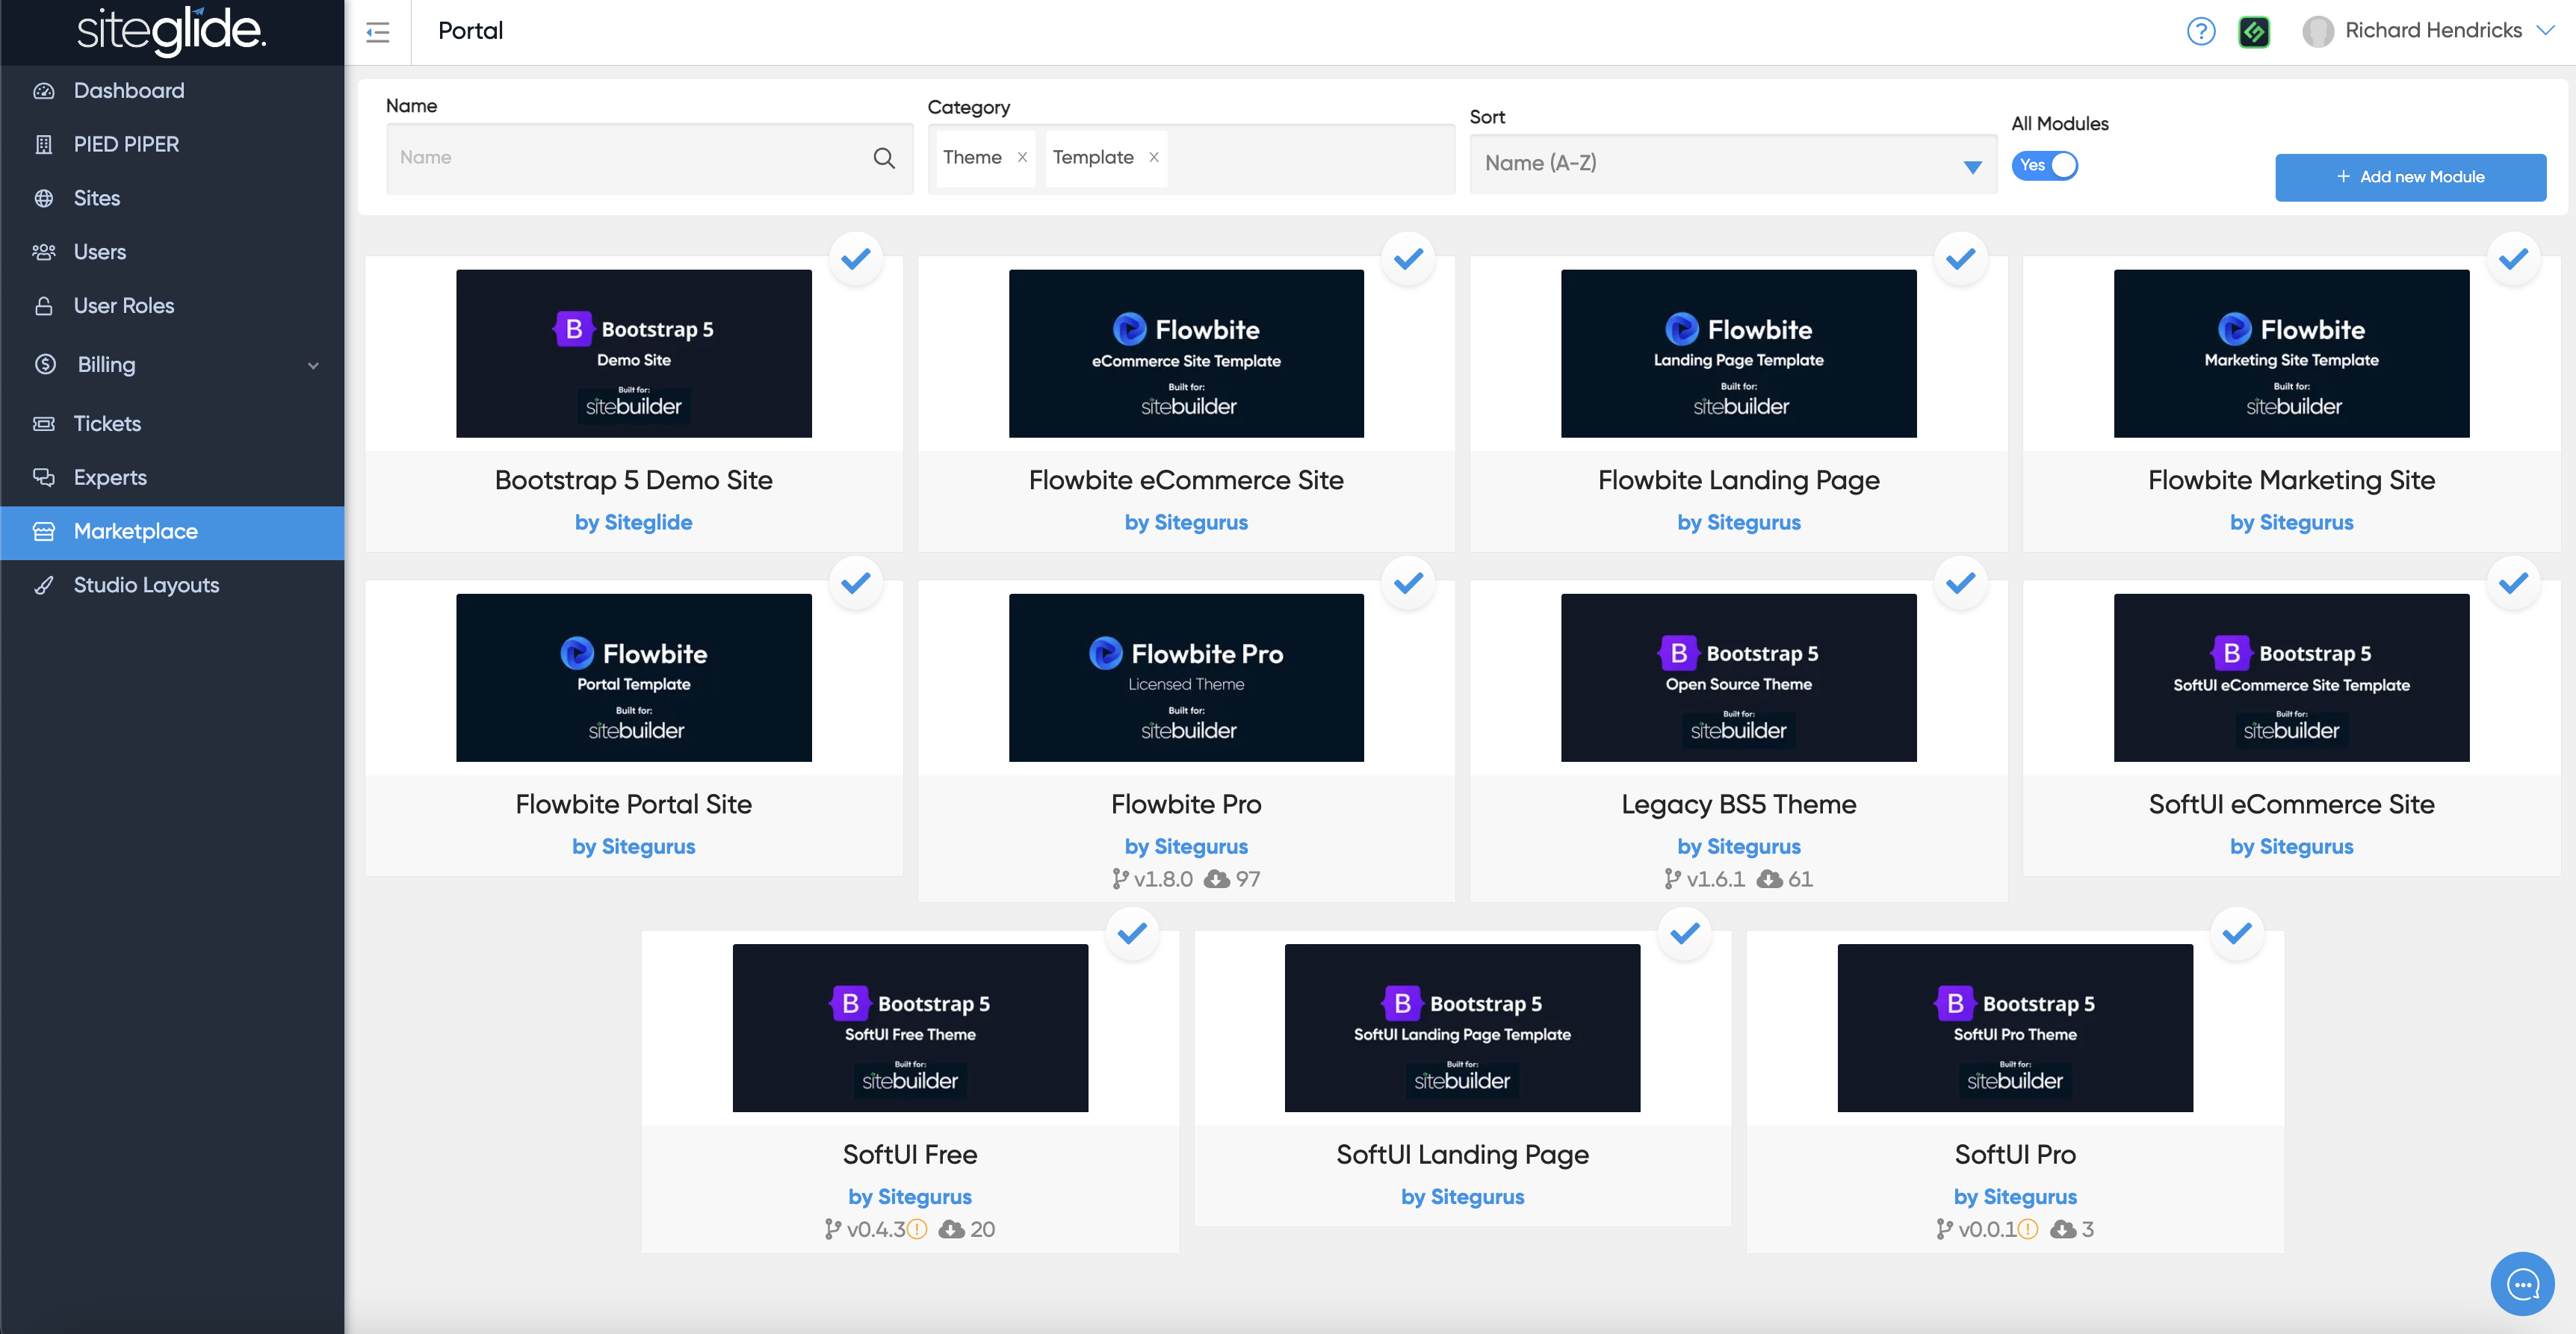 siteglide.
Portal
Richard Hendricks
Dashboard
PIED PIPER
Sites
Users
User Roles
Billing
Tickets
Experts
Marketplace
Studio Layouts
Name
Name
Category
Theme x Template x
Sort
Name (A-Z)
All Modules
Yes
+ Add new Module
B Bootstrap 5
Demo Site
Built for:
sitebuilder
Bootstrap 5 Demo Site
by Siteglide
Flowbite
eCommerce Site Template
Built for:
sitebuilder
Flowbite eCommerce Site
by Sitegurus
Flowbite
Landing Page Template
Built for:
sitebuilder
Flowbite Landing Page
by Sitegurus
Flowbite
Marketing Site Template
Built for:
sitebuilder
Flowbite Marketing Site
by Sitegurus
Flowbite
Portal Template
Built for:
sitebuilder
Flowbite Portal Site
by Sitegurus
Flowbite Pro
Licensed Theme
Built for:
sitebuilder
Flowbite Pro
by Sitegurus
v1.8.0 97
B Bootstrap 5
Open Source Theme
Built for:
sitebuilder
Legacy BS5 Theme
by Sitegurus
v1.6.1 61
B Bootstrap 5
SoftUI eCommerce Site Template
Built for:
sitebuilder
SoftUI eCommerce Site
by Sitegurus
B Bootstrap 5
SoftUI Free Theme
Built for:
sitebuilder
SoftUI Free
by Sitegurus
v0.4.3 20
B Bootstrap 5
SoftUI Landing Page Template
Built for:
sitebuilder
SoftUI Landing Page
by Sitegurus
B Bootstrap 5
SoftUI Pro Theme
Built for:
sitebuilder
SoftUI Pro
by Sitegurus
v0.0.1 3